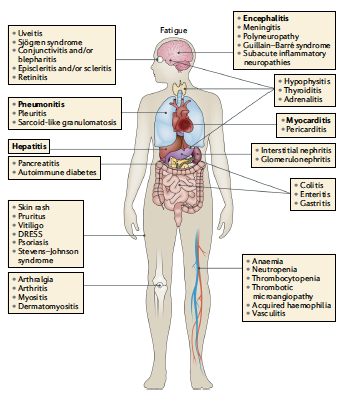 Fatigue
• Uveitis
• Sjögren syndrome
• Conjunctivitis and/or
blepharitis
• Episcleritis and/or scleritis
• Retinitis
• Encephalitis
• Meningitis
• Polyneuropathy
• Guillain–Barré syndrome
• Subacute inflammatory
neuropathies
• Hypophysitis
• Thyroiditis
• Adrenalitis
• Pneumonitis
• Pleuritis
• Sarcoid-like granulomatosis
• Myocarditis
• Pericarditis
Hepatitis
• Interstitial nephritis
• Glomerulonephritis
• Pancreatitis
• Autoimmune diabetes
• Colitis
• Enteritis
• Gastritis
• Skin rash
• Pruritus
• Vitiligo
• DRESS
• Psoriasis
• Stevens–Johnson
syndrome
• Anaemia
• Neutropenia
• Thrombocytopenia
• Thrombotic
microangiopathy
• Acquired haemophilia
• Vasculitis
• Arthralgia
• Arthritis
• Myositis
• Dermatomyositis